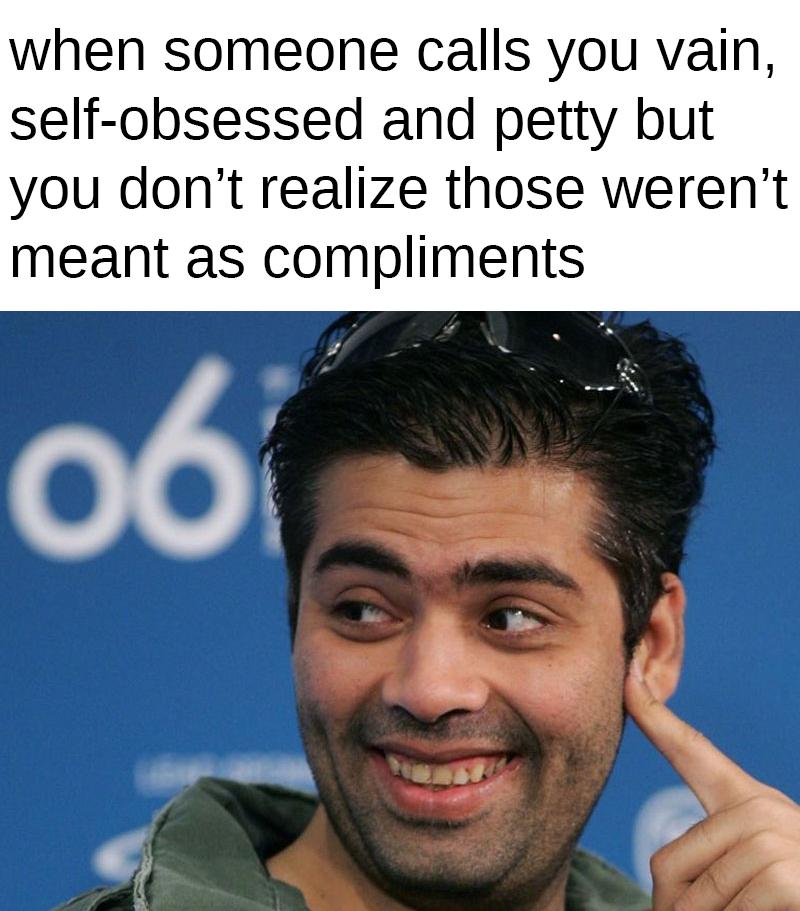 when someone calls you vain,
self-obsessed and petty but
you don’t realize those weren’t
meant as compliments
06